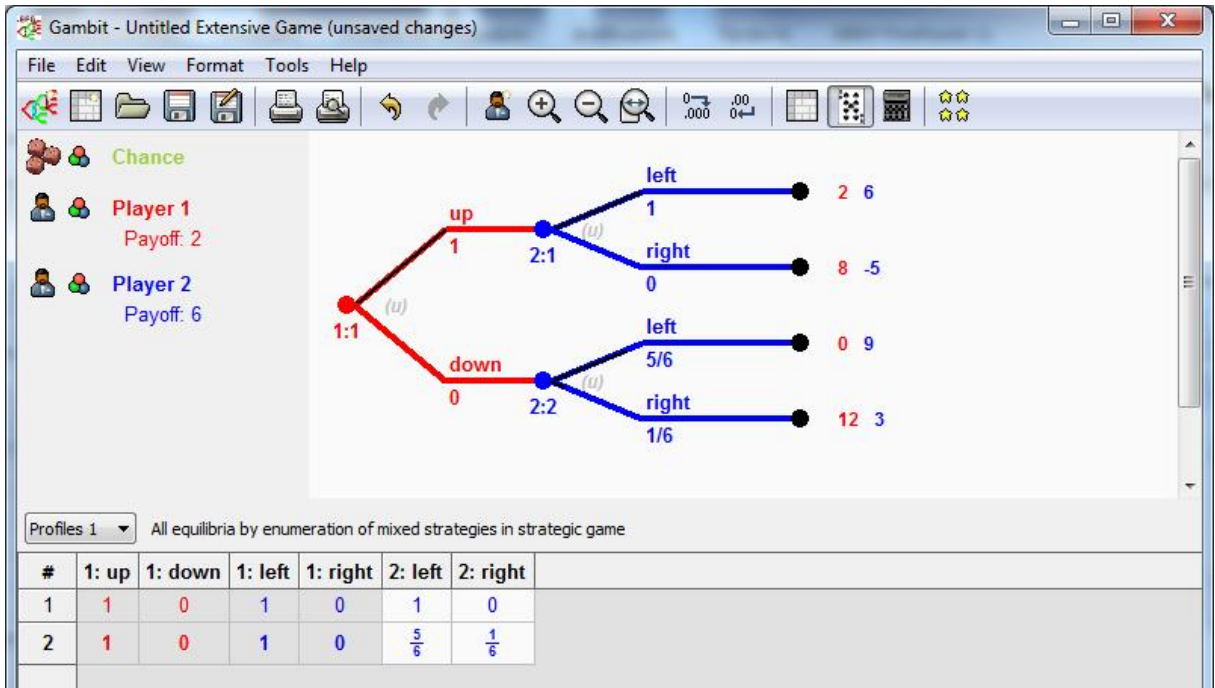 Gambit - Untitled Extensive Game (unsaved changes)
File Edit View Format Tools Help
Chance
Player 1
Payoff: 2
Player 2
Payoff: 6
1:1
(u)
up
1
down
0
2:1
(u)
left
1
right
0
2:2
(u)
left
5/6
right
1/6
2 6
8 -5
0 9
12 3
Profiles 1 All equilibria by enumeration of mixed strategies in strategic game
# 1: up 1: down 1: left 1: right 2: left 2: right
1 1 0 1 0 1 0
2 1 0 1 0 5/6 1/6